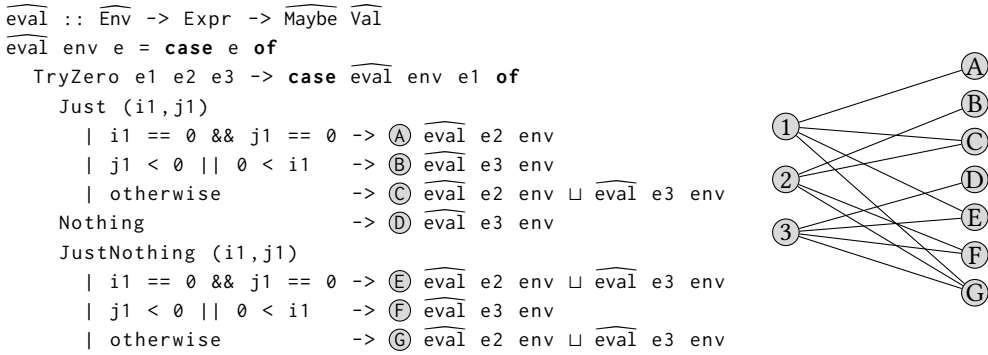 eval :: Env -> Expr -> Maybe Val
eval env e = case e of
TryZero e1 e2 e3 -> case eval env e1 of
Just (i1,j1)
| i1 == 0 && j1 == 0 -> Ⓐ eval e2 env
| j1 < 0 || 0 < i1 -> Ⓑ eval e3 env
| otherwise -> Ⓒ eval e2 env ⊔ eval e3 env
Nothing -> Ⓓ eval e3 env
JustNothing (i1,j1)
| i1 == 0 && j1 == 0 -> Ⓔ eval e2 env ⊔ eval e3 env
| j1 < 0 || 0 < i1 -> Ⓕ eval e3 env
| otherwise -> Ⓖ eval e2 env ⊔ eval e3 env
1
2
3
A
B
C
D
E
F
G